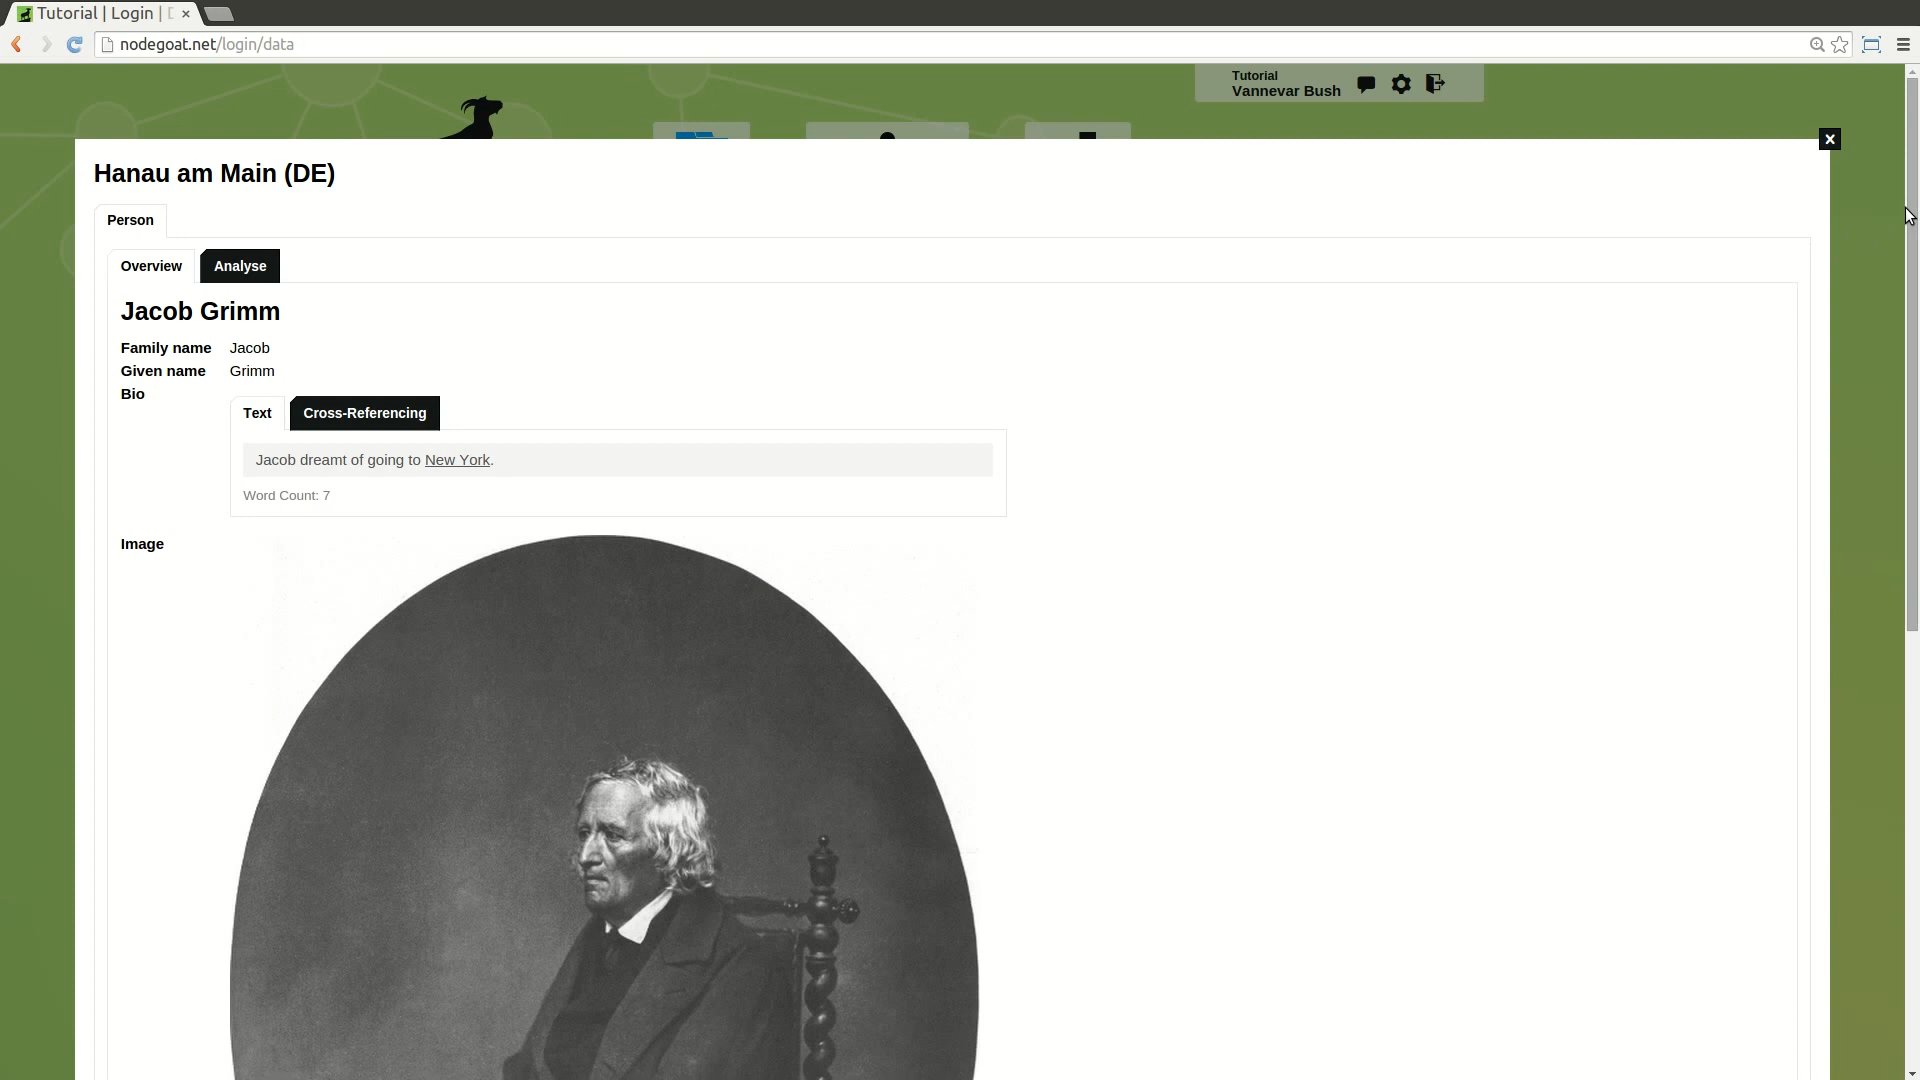 Tutorial | Login |
nodegoat.net/login/data
Tutorial
Vannevar Bush
Hanau am Main (DE)
Person
Overview Analyse
Jacob Grimm
Family name Jacob
Given name Grimm
Bio
Text Cross-Referencing
Jacob dreamt of going to New York.
Word Count: 7
Image